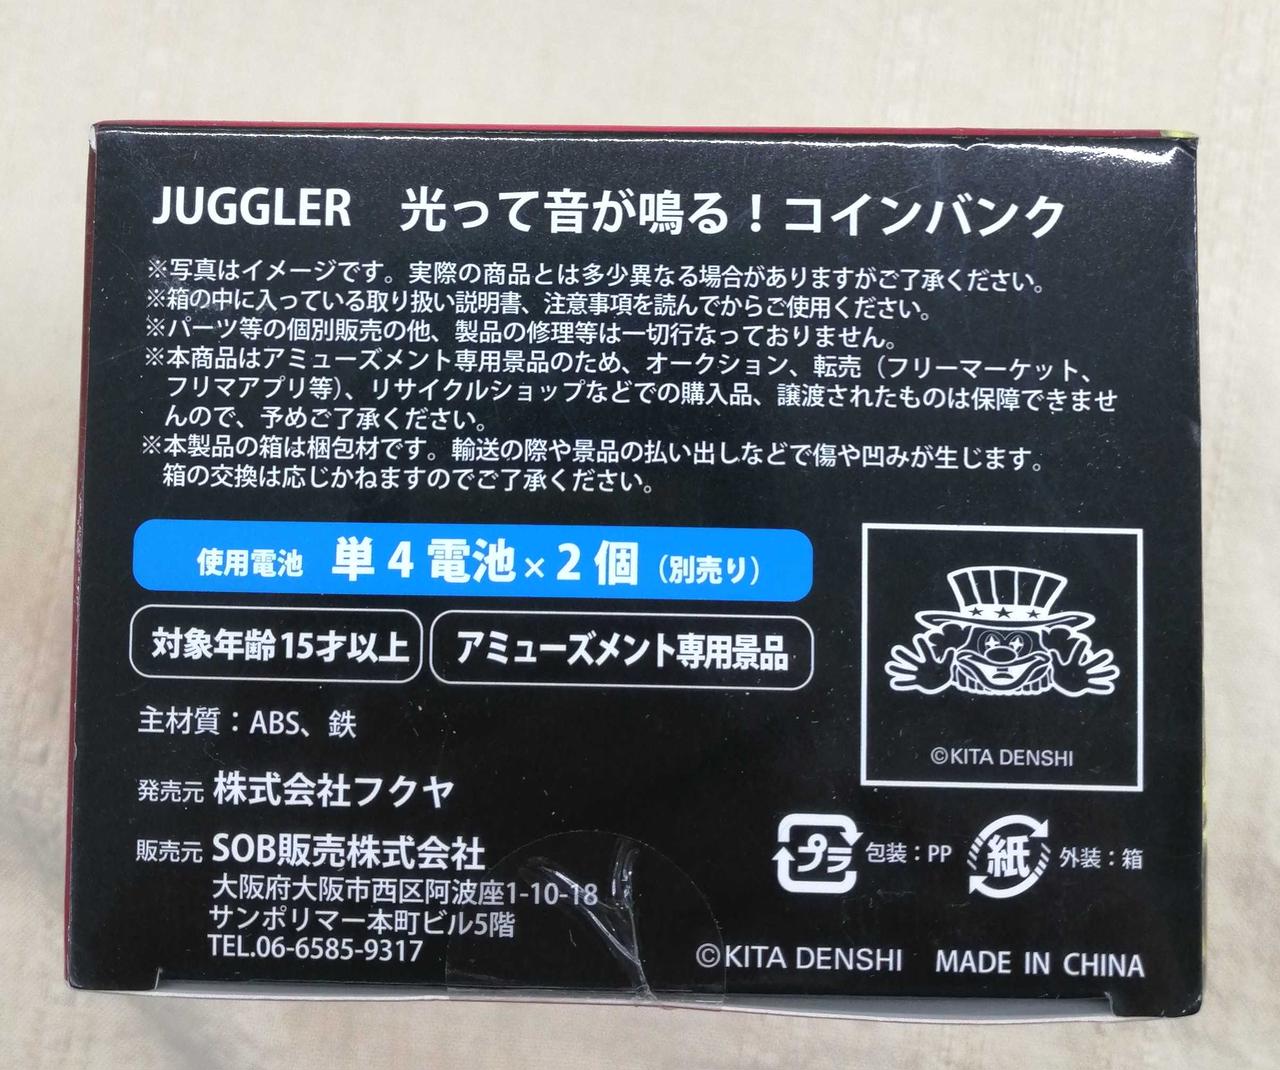 JUGGLER 光って音が鳴る！コインバンク
※写真はイメージです。実際の商品とは多少異なる場合がありますがご了承ください。
※箱の中に入っている取り扱い説明書、注意事項を読んでからご使用ください。
※パーツ等の個別販売の他、製品の修理等は一切行なっておりません。
※本商品はアミューズメント専用景品のため、オークション、転売（フリーマーケット、
フリマアプリ等）、リサイクルショップなどでの購入品、譲渡されたものは保障できませ
んので、予めご了承ください。
※本製品の箱は梱包材です。輸送の際や景品の払い出しなどで傷や凹みが生じます。
箱の交換は応じかねますのでご了承ください。
使用電池 単4電池×2個（別売り）
対象年齢15才以上
アミューズメント専用景品
主材質：ABS、鉄
発売元 株式会社フクヤ
販売元 SOB販売株式会社
大阪府大阪市西区阿波座1-10-18
サンポリマー本町ビル5階
TEL.06-6585-9317
©KITA DENSHI
プラ 包装：PP
紙 外装：箱
©KITA DENSHI MADE IN CHINA